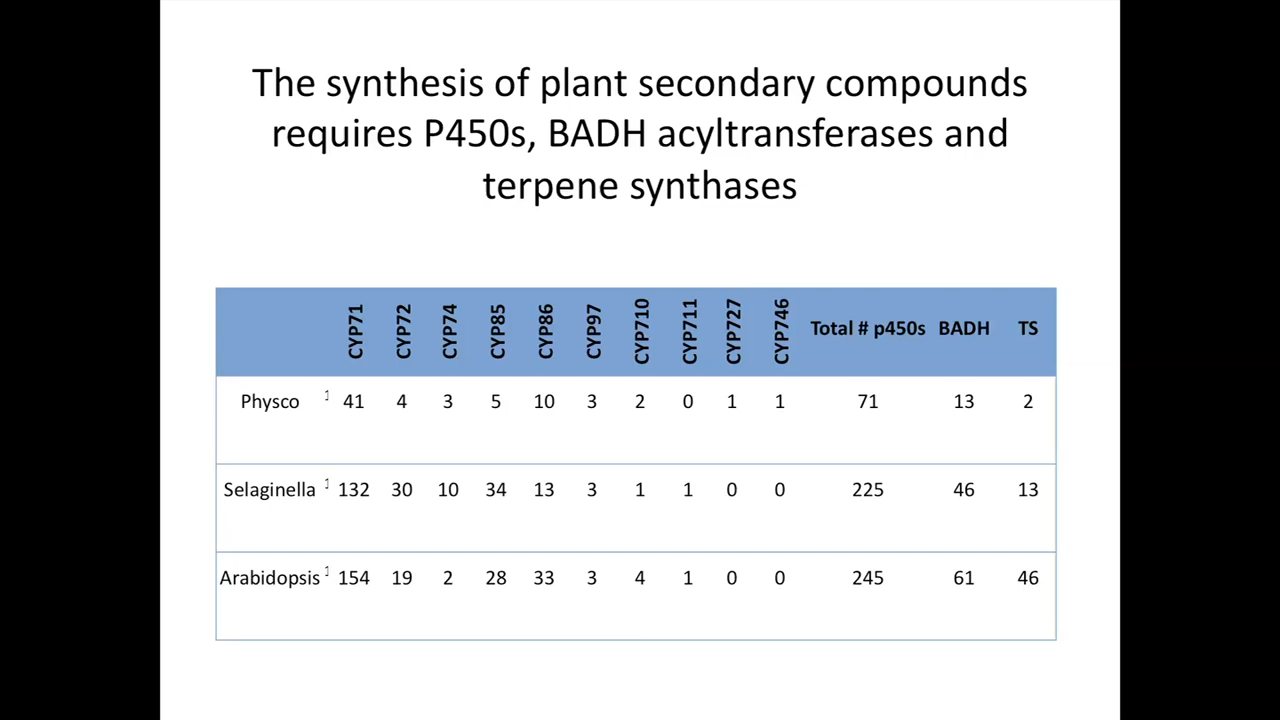 The synthesis of plant secondary compounds
requires P450s, BADH acyltransferases and
terpene synthases
CYP71 CYP72 CYP74 CYP85 CYP86 CYP97 CYP710 CYP711 CYP727 CYP746 Total # p450s BADH TS
Physco 1 41 4 3 5 10 3 2 0 1 1 71 13 2
Selaginella 1 132 30 10 34 13 3 1 1 0 0 225 46 13
Arabidopsis 1 154 19 2 28 33 3 4 1 0 0 245 61 46